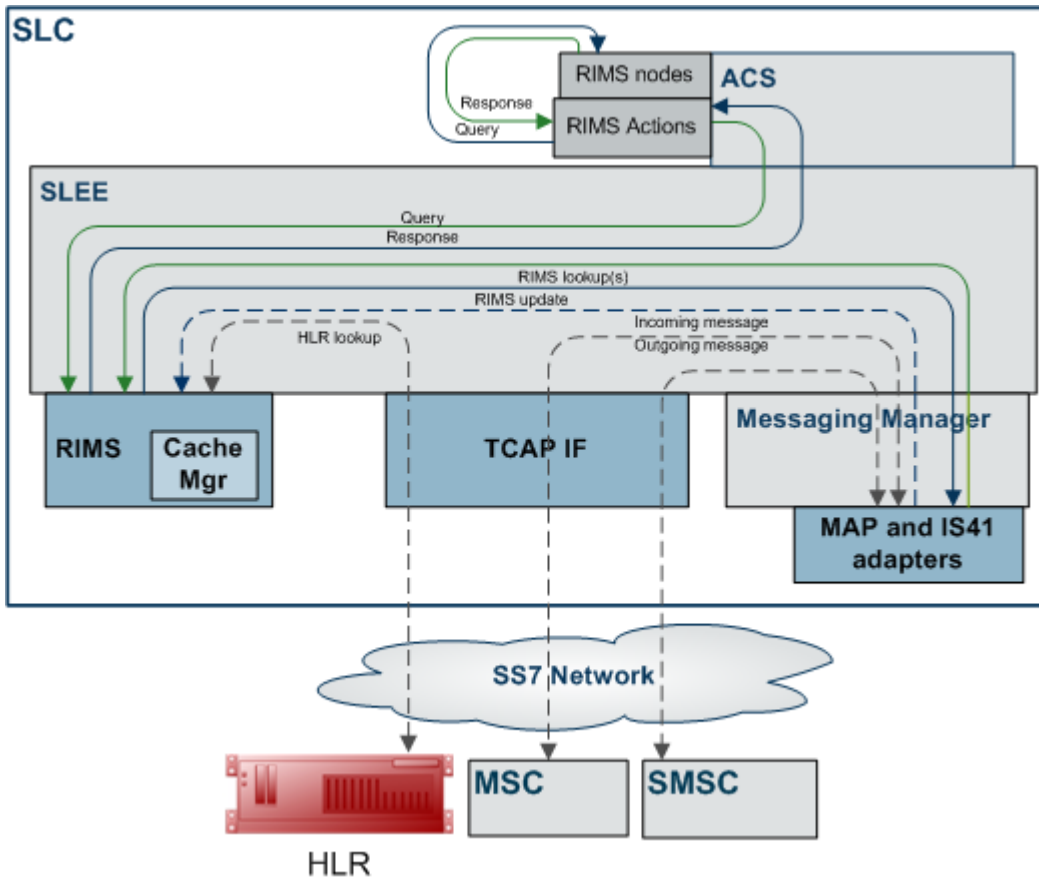 SLC
RIMS nodes
ACS
Response
RIMS Actions
Query
SLEE
Query
Response
RIMS lookup(s)
RIMS update
Incoming message
HLR lookup
Outgoing message
RIMS
Cache
Mgr
TCAP IF
Messaging Manager
MAP and IS41
adapters
SS7 Network
MSC
SMSC
HLR